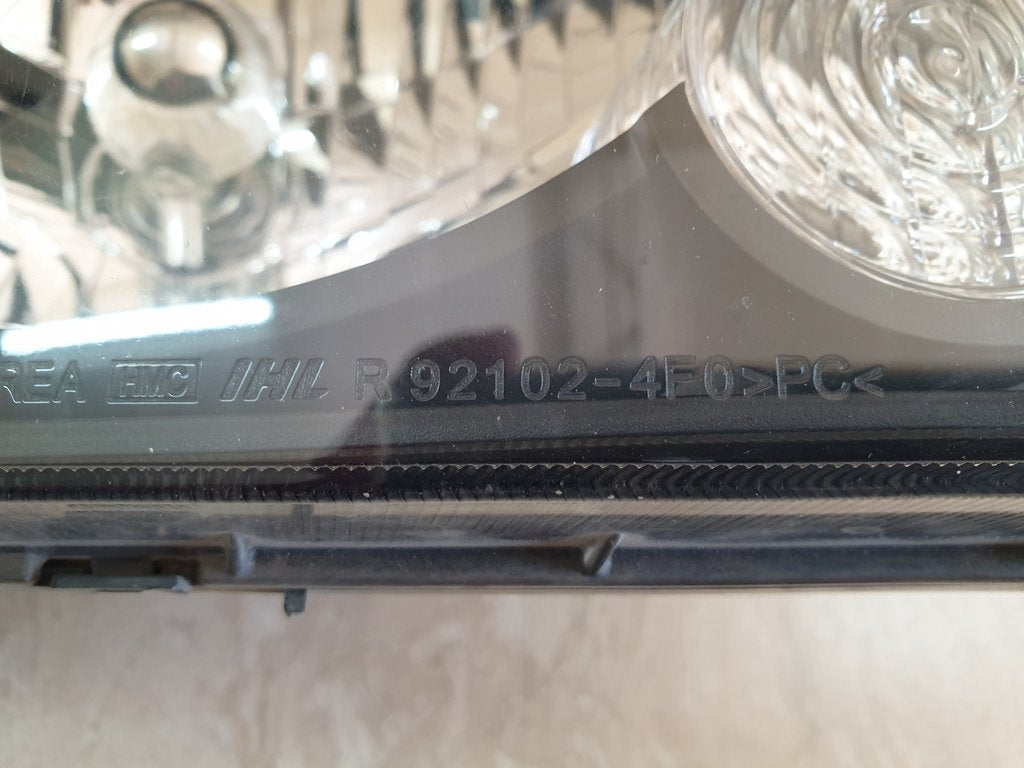 REA HMC IHL R 92102-4F0>PC<